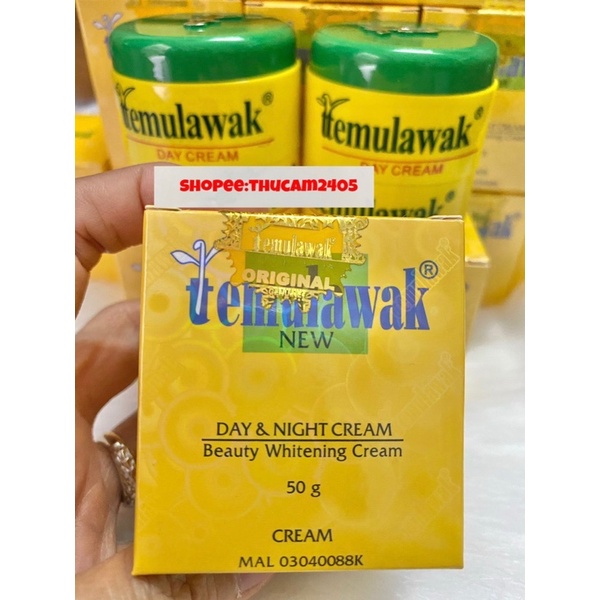 temulawak®
DAY CREAM
temulawak®
DAY CREAM
temulawak
SHOPEE:THUCAM2405
temulawak
ORIGINAL
temulawak®
NEW
DAY & NIGHT CREAM
Beauty Whitening Cream
50 g
CREAM
MAL 03040088K